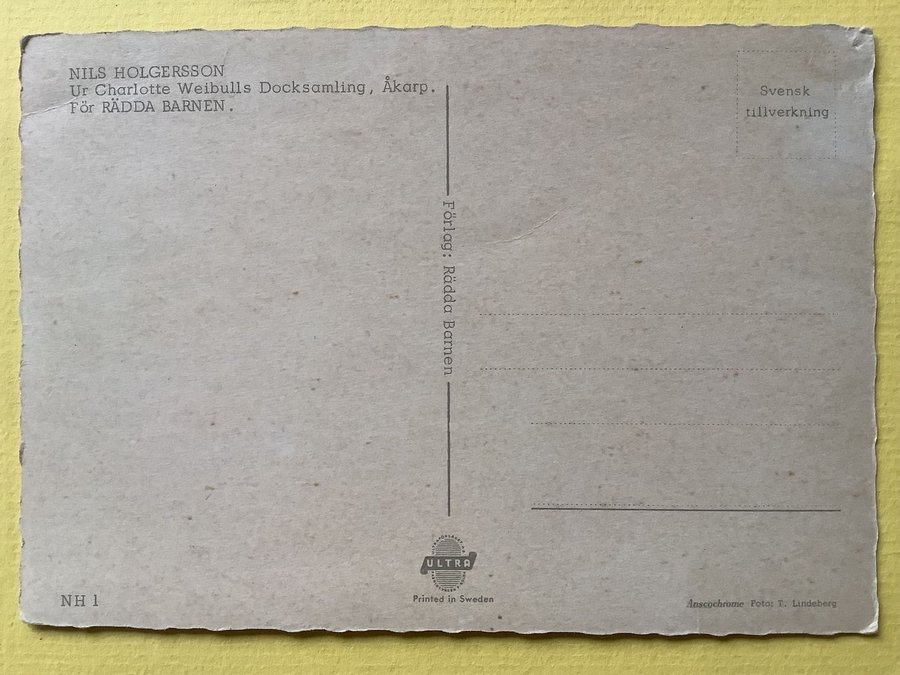 NILS HOLGERSSON
Ur Charlotte Weibulls Docksamling, Åkarp.
För RÄDDA BARNEN.
Svensk
tillverkning
Förlag: Rädda Barnen
ULTRA
Printed in Sweden
NH 1
Anscochrome Foto: T. Lindeberg